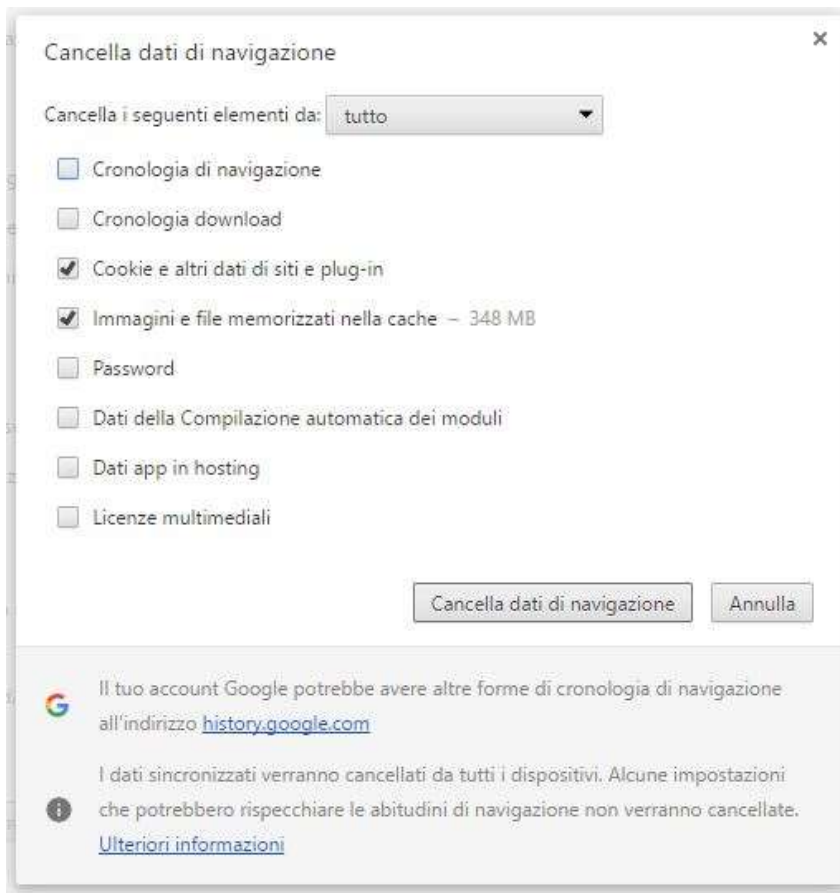 Cancella dati di navigazione
Cancella i seguenti elementi da: tutto
Cronologia di navigazione
Cronologia download
Cookie e altri dati di siti e plug-in
Immagini e file memorizzati nella cache – 348 MB
Password
Dati della Compilazione automatica dei moduli
Dati app in hosting
Licenze multimediali
Cancella dati di navigazione Annulla
Il tuo account Google potrebbe avere altre forme di cronologia di navigazione
all'indirizzo history.google.com
I dati sincronizzati verranno cancellati da tutti i dispositivi. Alcune impostazioni
che potrebbero rispecchiare le abitudini di navigazione non verranno cancellate.
Ulteriori informazioni